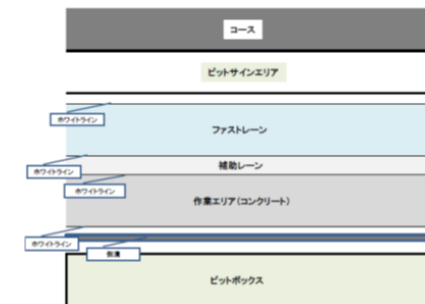 コース
ピットサインエリア
ホワイトライン
ファストレーン
補助レーン
ホワイトライン
ホワイトライン
作業エリア(コンクリート)
ホワイトライン
側溝
ピットボックス